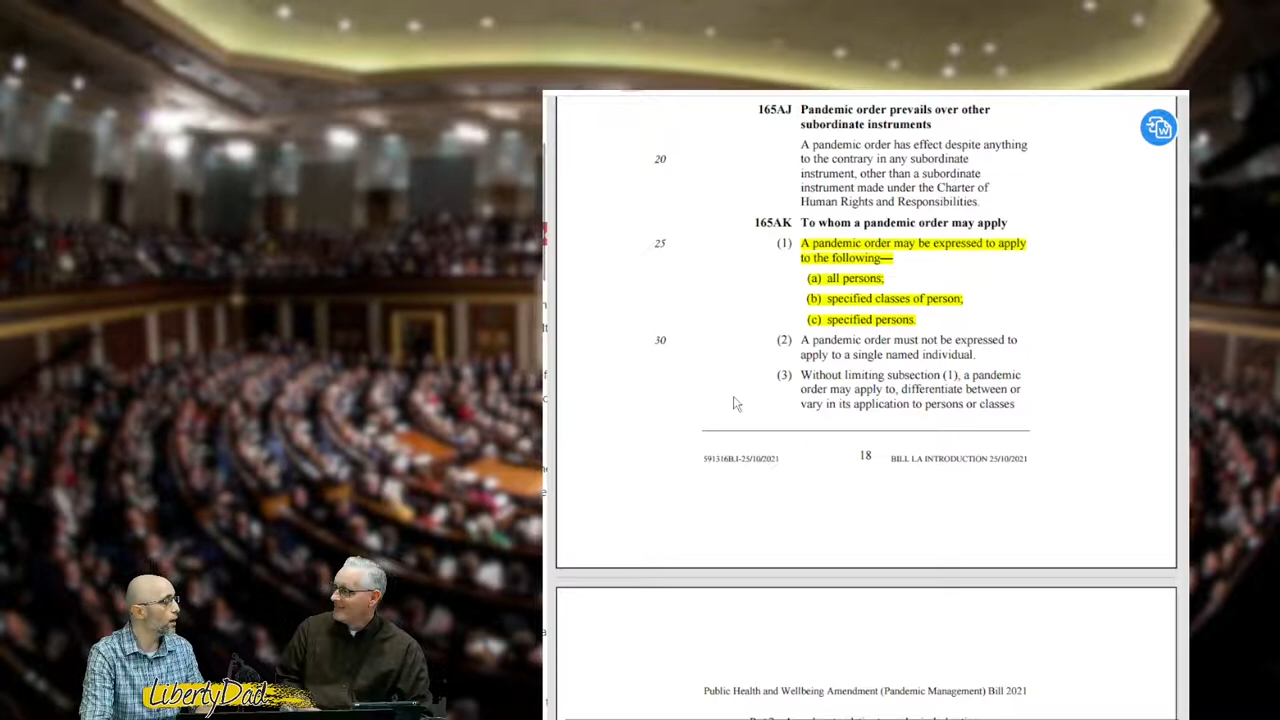 165AJ Pandemic order prevails over other
subordinate instruments
A pandemic order has effect despite anything
20 to the contrary in any subordinate
instrument, other than a subordinate
instrument made under the Charter of
Human Rights and Responsibilities.
165AK To whom a pandemic order may apply
25 (1) A pandemic order may be expressed to apply
to the following—
(a) all persons;
(b) specified classes of person;
(c) specified persons.
30 (2) A pandemic order must not be expressed to
apply to a single named individual.
(3) Without limiting subsection (1), a pandemic
order may apply to, differentiate between or
vary in its application to persons or classes
591316B.I-25/10/2021 18 BILL LA INTRODUCTION 25/10/2021
Public Health and Wellbeing Amendment (Pandemic Management) Bill 2021
LibertyDad